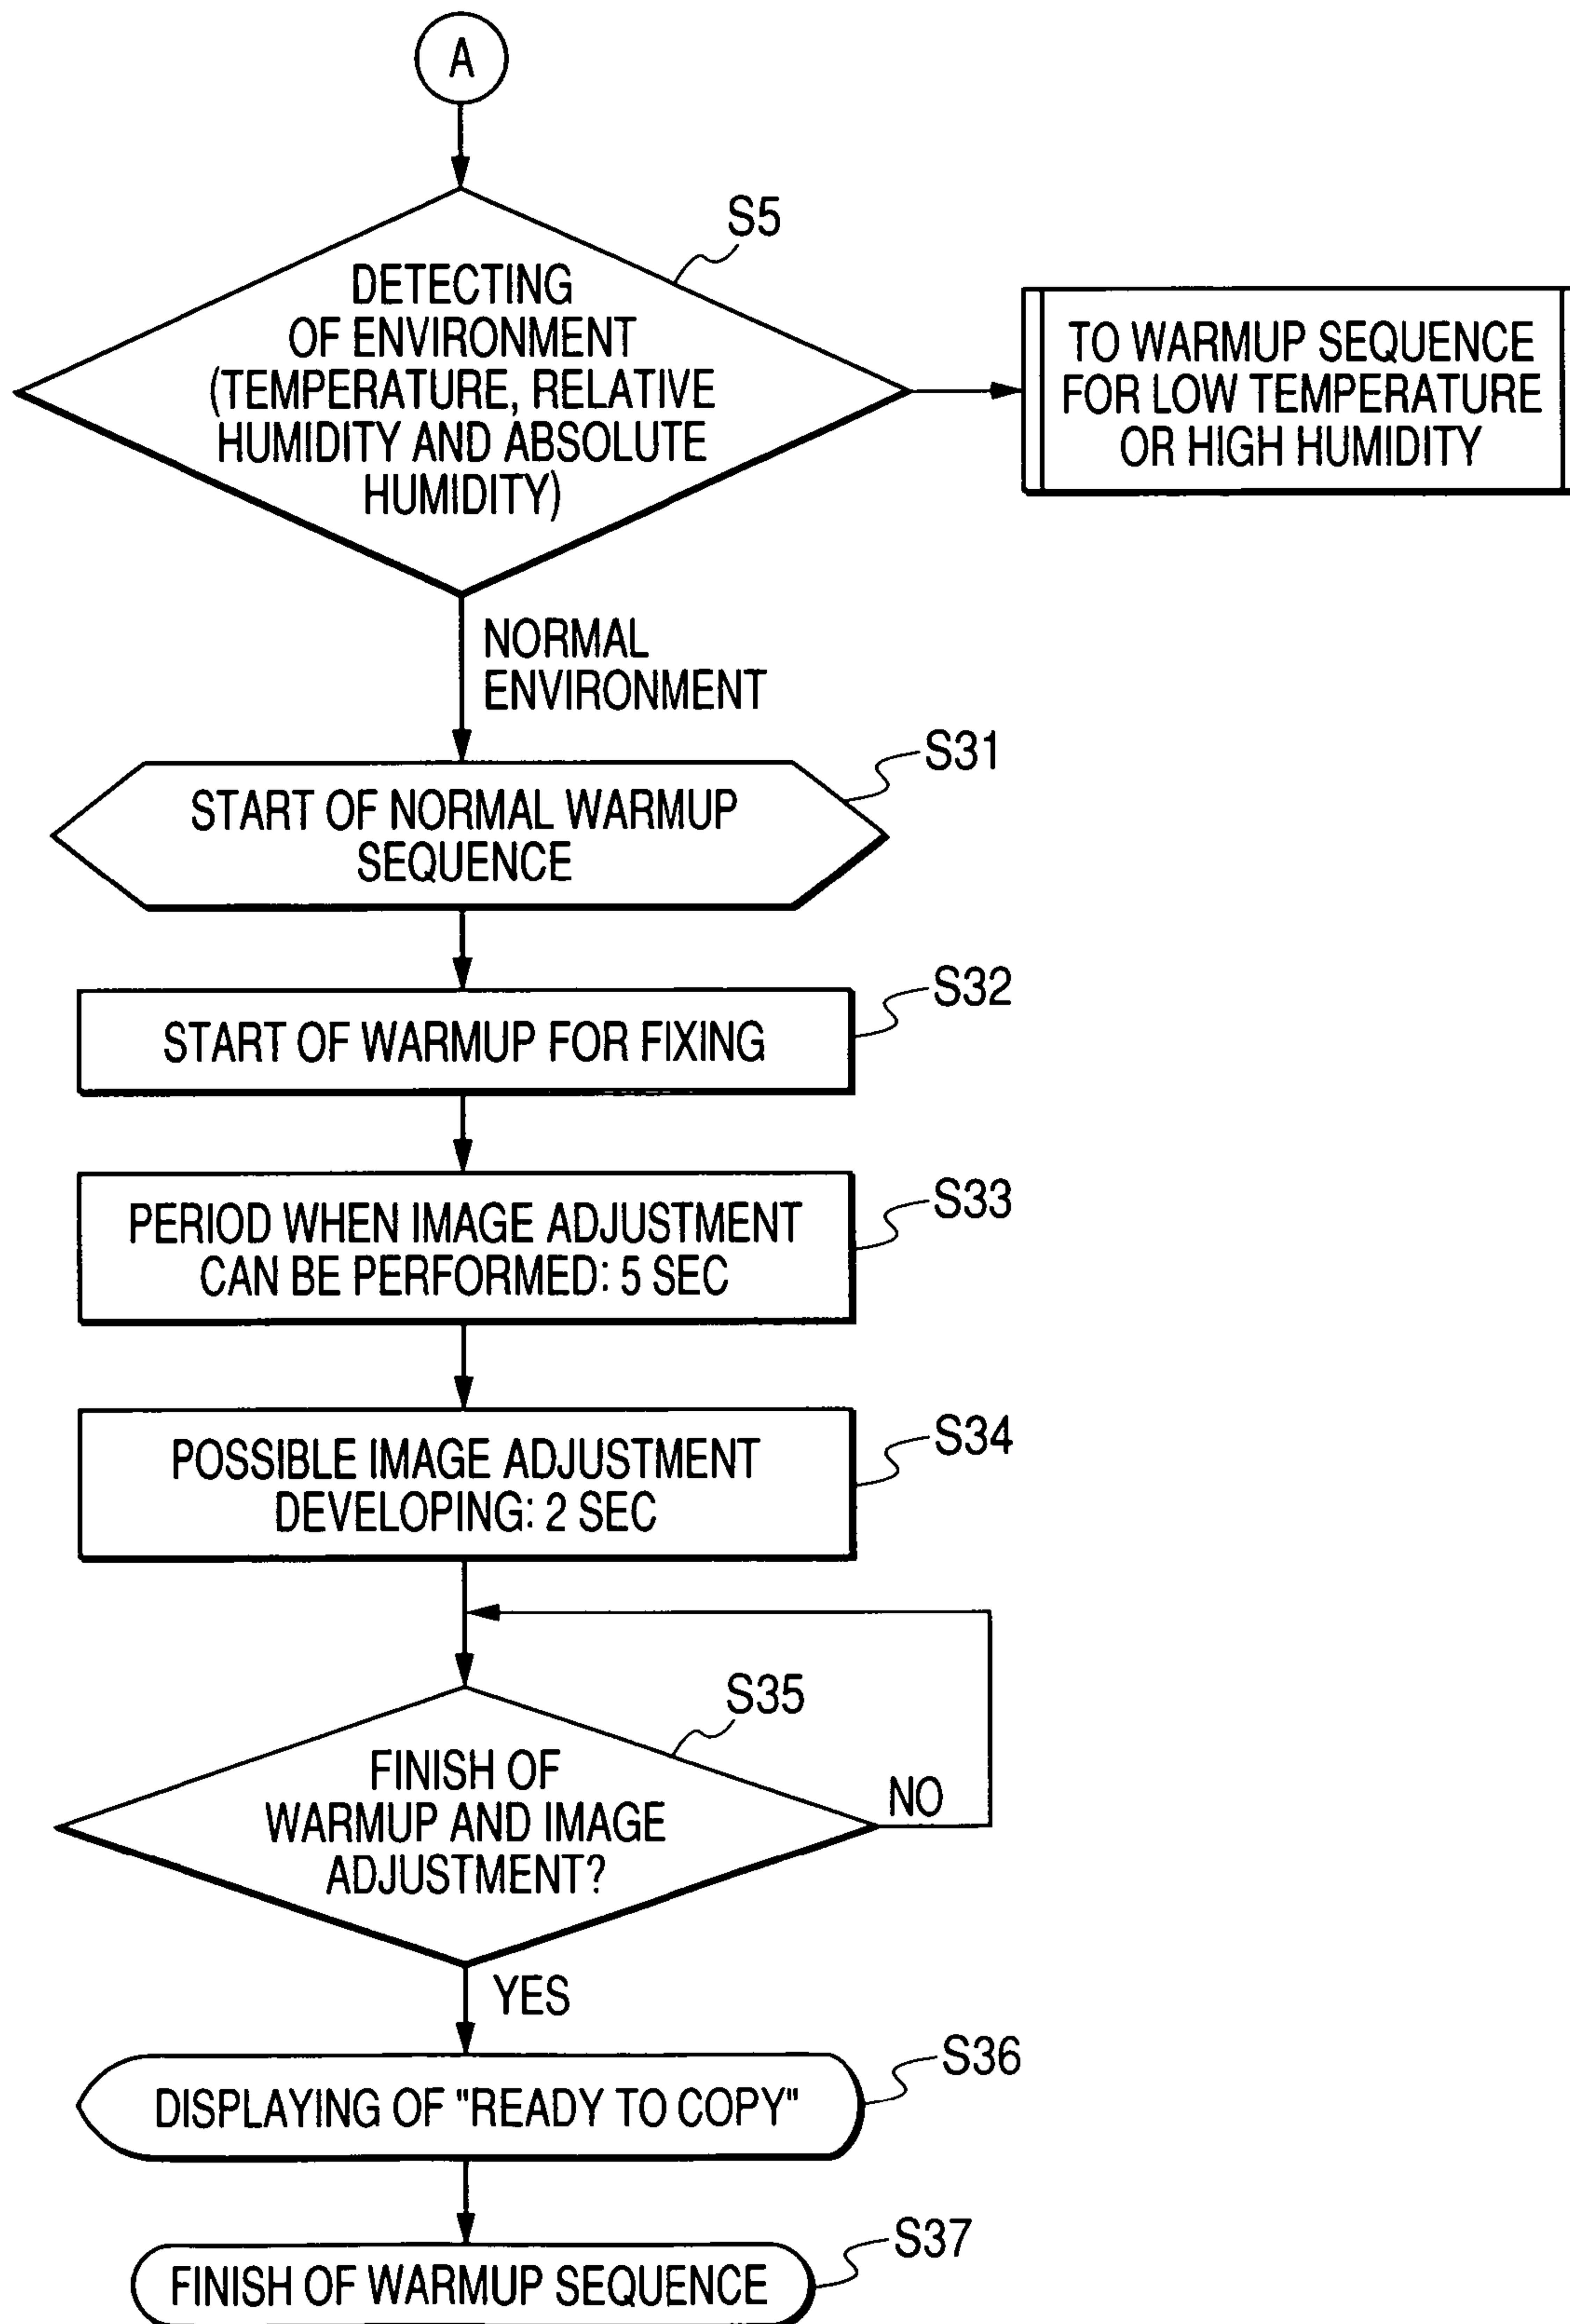 A
S5
DETECTING
OF ENVIRONMENT
(TEMPERATURE, RELATIVE
HUMIDITY AND ABSOLUTE
HUMIDITY)
TO WARMUP SEQUENCE
FOR LOW TEMPERATURE
OR HIGH HUMIDITY
NORMAL
ENVIRONMENT
S31
START OF NORMAL WARMUP
SEQUENCE
S32
START OF WARMUP FOR FIXING
S33
PERIOD WHEN IMAGE ADJUSTMENT
CAN BE PERFORMED: 5 SEC
S34
POSSIBLE IMAGE ADJUSTMENT
DEVELOPING: 2 SEC
S35
FINISH OF
WARMUP AND IMAGE
ADJUSTMENT?
NO
YES
S36
DISPLAYING OF "READY TO COPY"
S37
FINISH OF WARMUP SEQUENCE